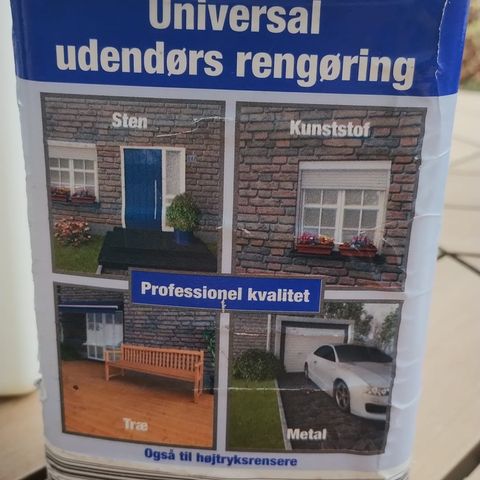 Universal
udendørs rengøring
Sten
Kunststof
Professionel kvalitet
Træ
Metal
Også til højtryksrensere